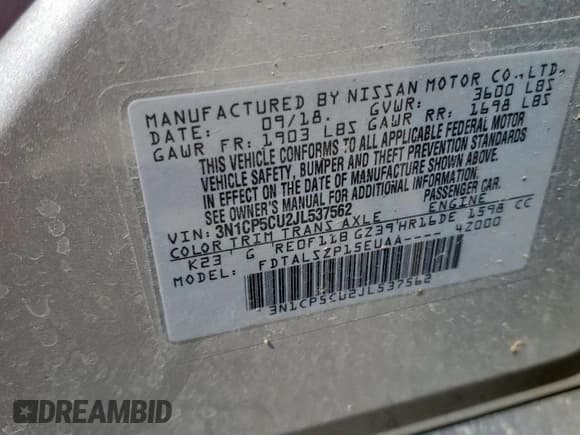 MANUFACTURED BY NISSAN MOTOR CO., LTD.
DATE: 09/18. GVWR: 3600 LBS
GAWR FR: 1903 LBS GAWR RR: 1698 LBS
THIS VEHICLE CONFORMS TO ALL APPLICABLE FEDERAL MOTOR
VEHICLE SAFETY, BUMPER AND THEFT PREVENTION STANDARDS
IN EFFECT ON THE DATE OF MANUFACTURE SHOWN ABOVE.
SEE OWNER'S MANUAL FOR ADDITIONAL INFORMATION.
VIN: 3N1CP5CU2JL537562 PASSENGER CAR.
COLOR TRIM TRANS AXLE ENGINE
K23 G RE0F11B GZ39 HR16DE 1598 CC
MODEL: FDTALSZP15EUAA---- 4Z000
3N1CP5CU2JL537562
DREAMBID